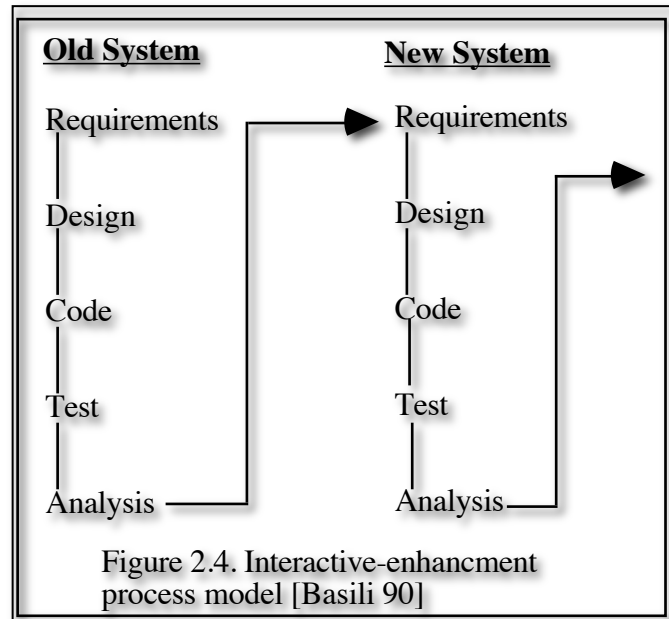 Old System
Requirements
Design
Code
Test
Analysis
New System
Requirements
Design
Code
Test
Analysis
Figure 2.4. Interactive-enhancment
process model [Basili 90]